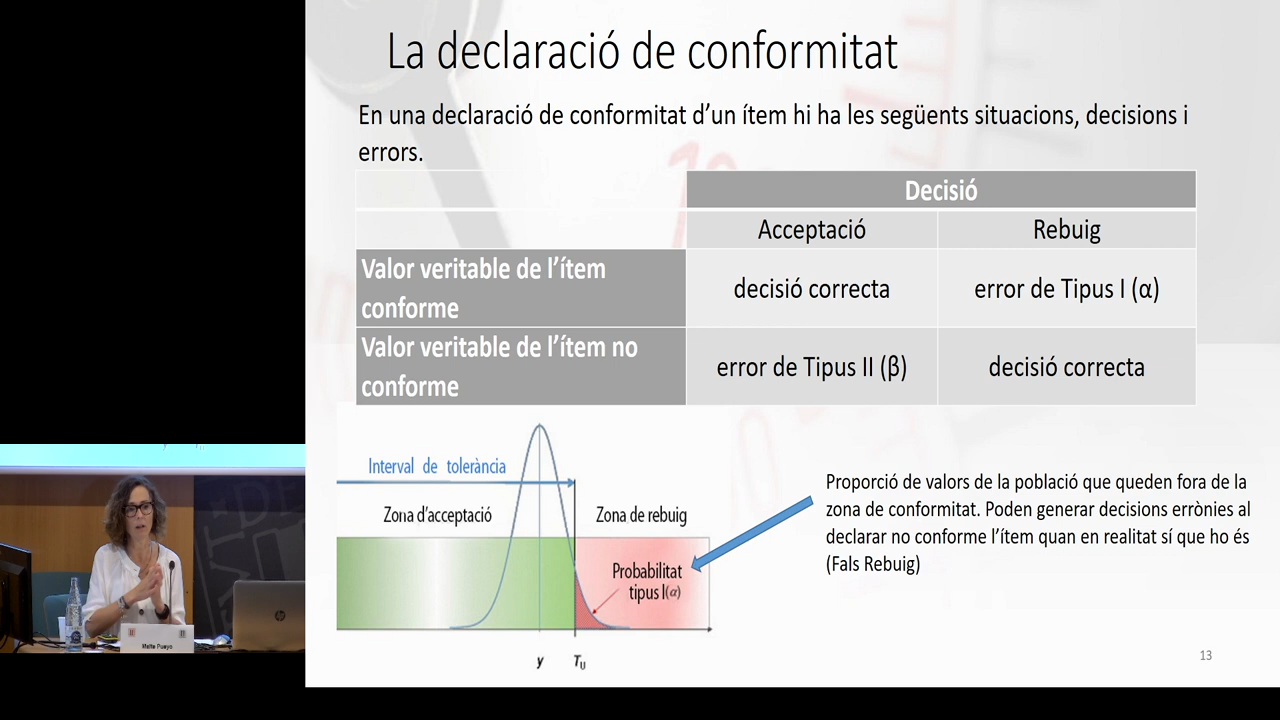 La declaració de conformitat
En una declaració de conformitat d’un ítem hi ha les següents situacions, decisions i
errors.
Decisió
Acceptació Rebuig
Valor veritable de l’ítem
conforme
decisió correcta error de Tipus I (α)
Valor veritable de l’ítem no
conforme
error de Tipus II (β) decisió correcta
Interval de tolerància
Zona d’acceptació Zona de rebuig
Probabilitat
tipus I(α)
y T_U
Proporció de valors de la població que queden fora de la
zona de conformitat. Poden generar decisions errònies al
declarar no conforme l’ítem quan en realitat sí que ho és
(Fals Rebuig)
13
Maite Pueyo